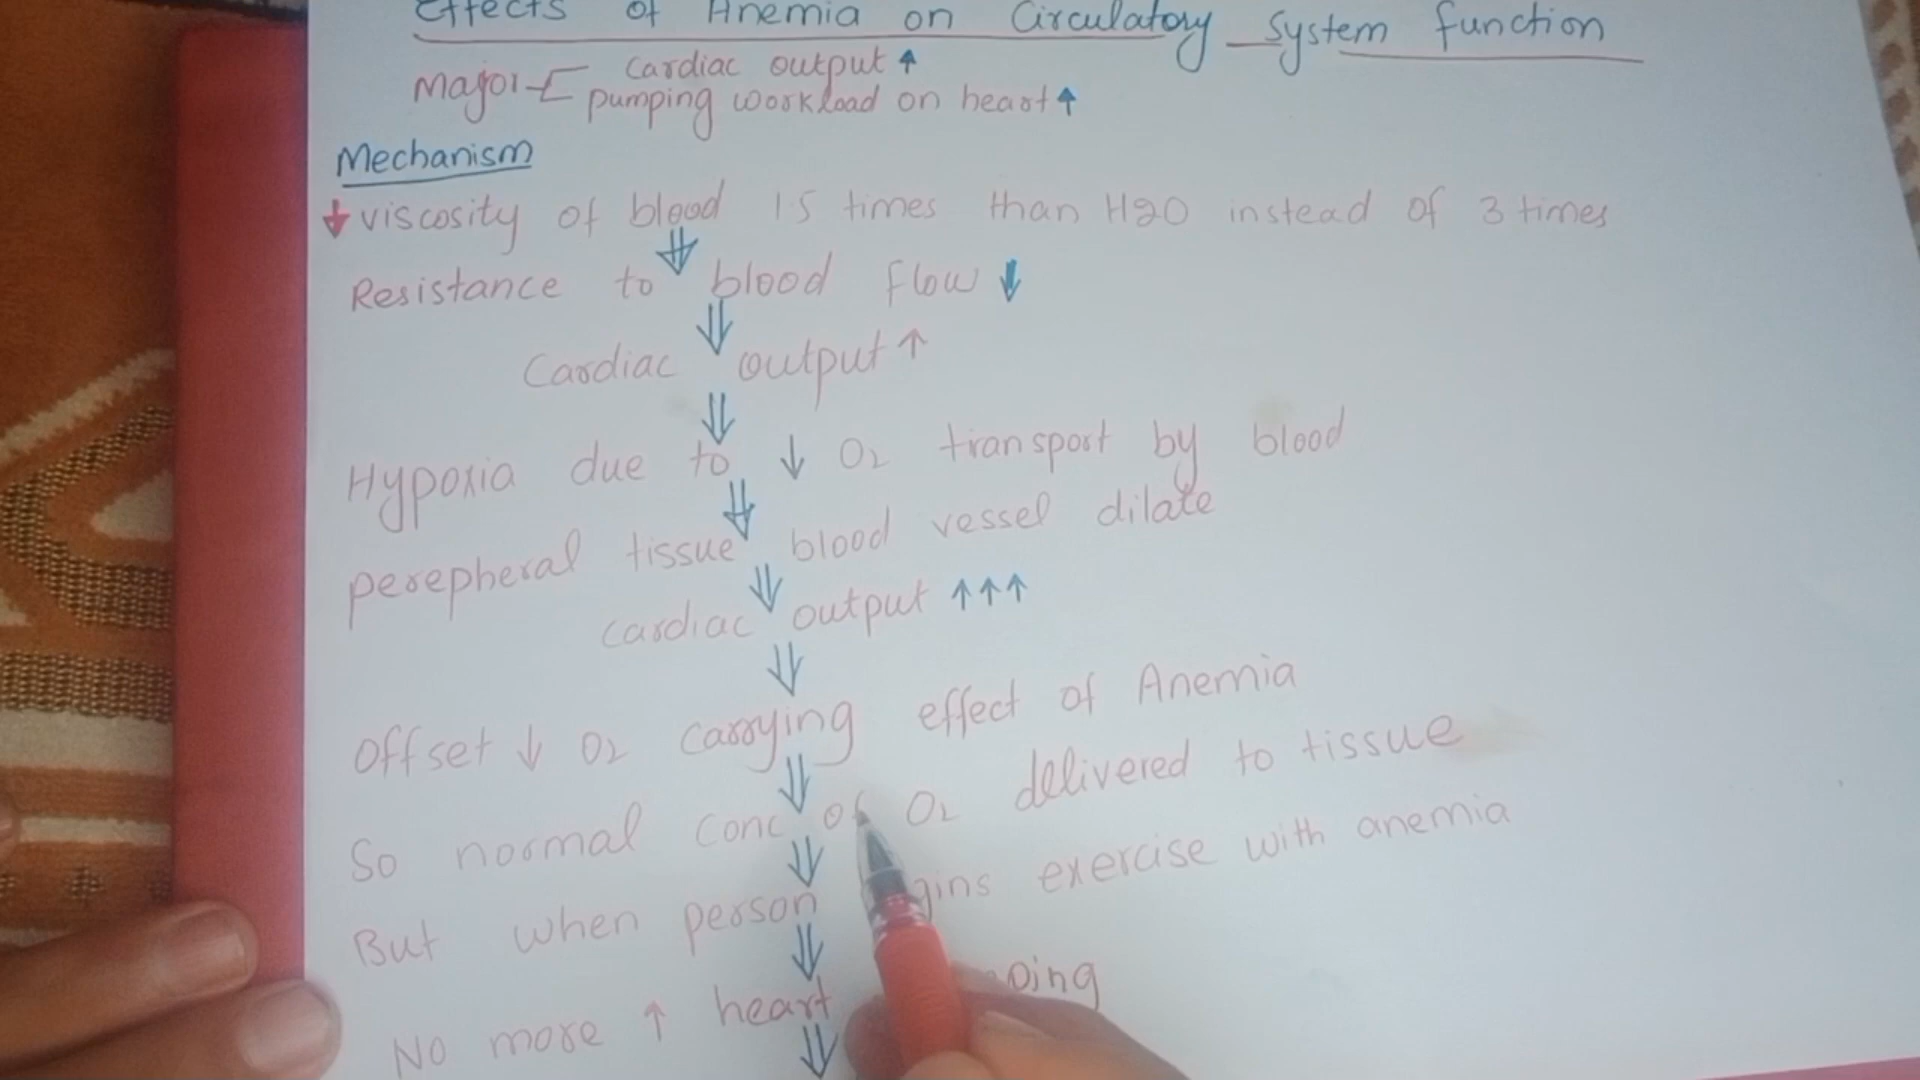 Effects of Anemia on Circulatory System function
Major cardiac output ↑
pumping workload on heart ↑
Mechanism
↓ viscosity of blood 1.5 times than H2O instead of 3 times
Resistance to blood flow ↓
Cardiac output ↑
Hypoxia due to ↓ O2 transport by blood
perepheral tissue blood vessel dilate
cardiac output ↑↑↑
Offset ↓ O2 carrying effect of Anemia
So normal conc of O2 delivered to tissue
But when person gins exercise with anemia
No more ↑ heart ping